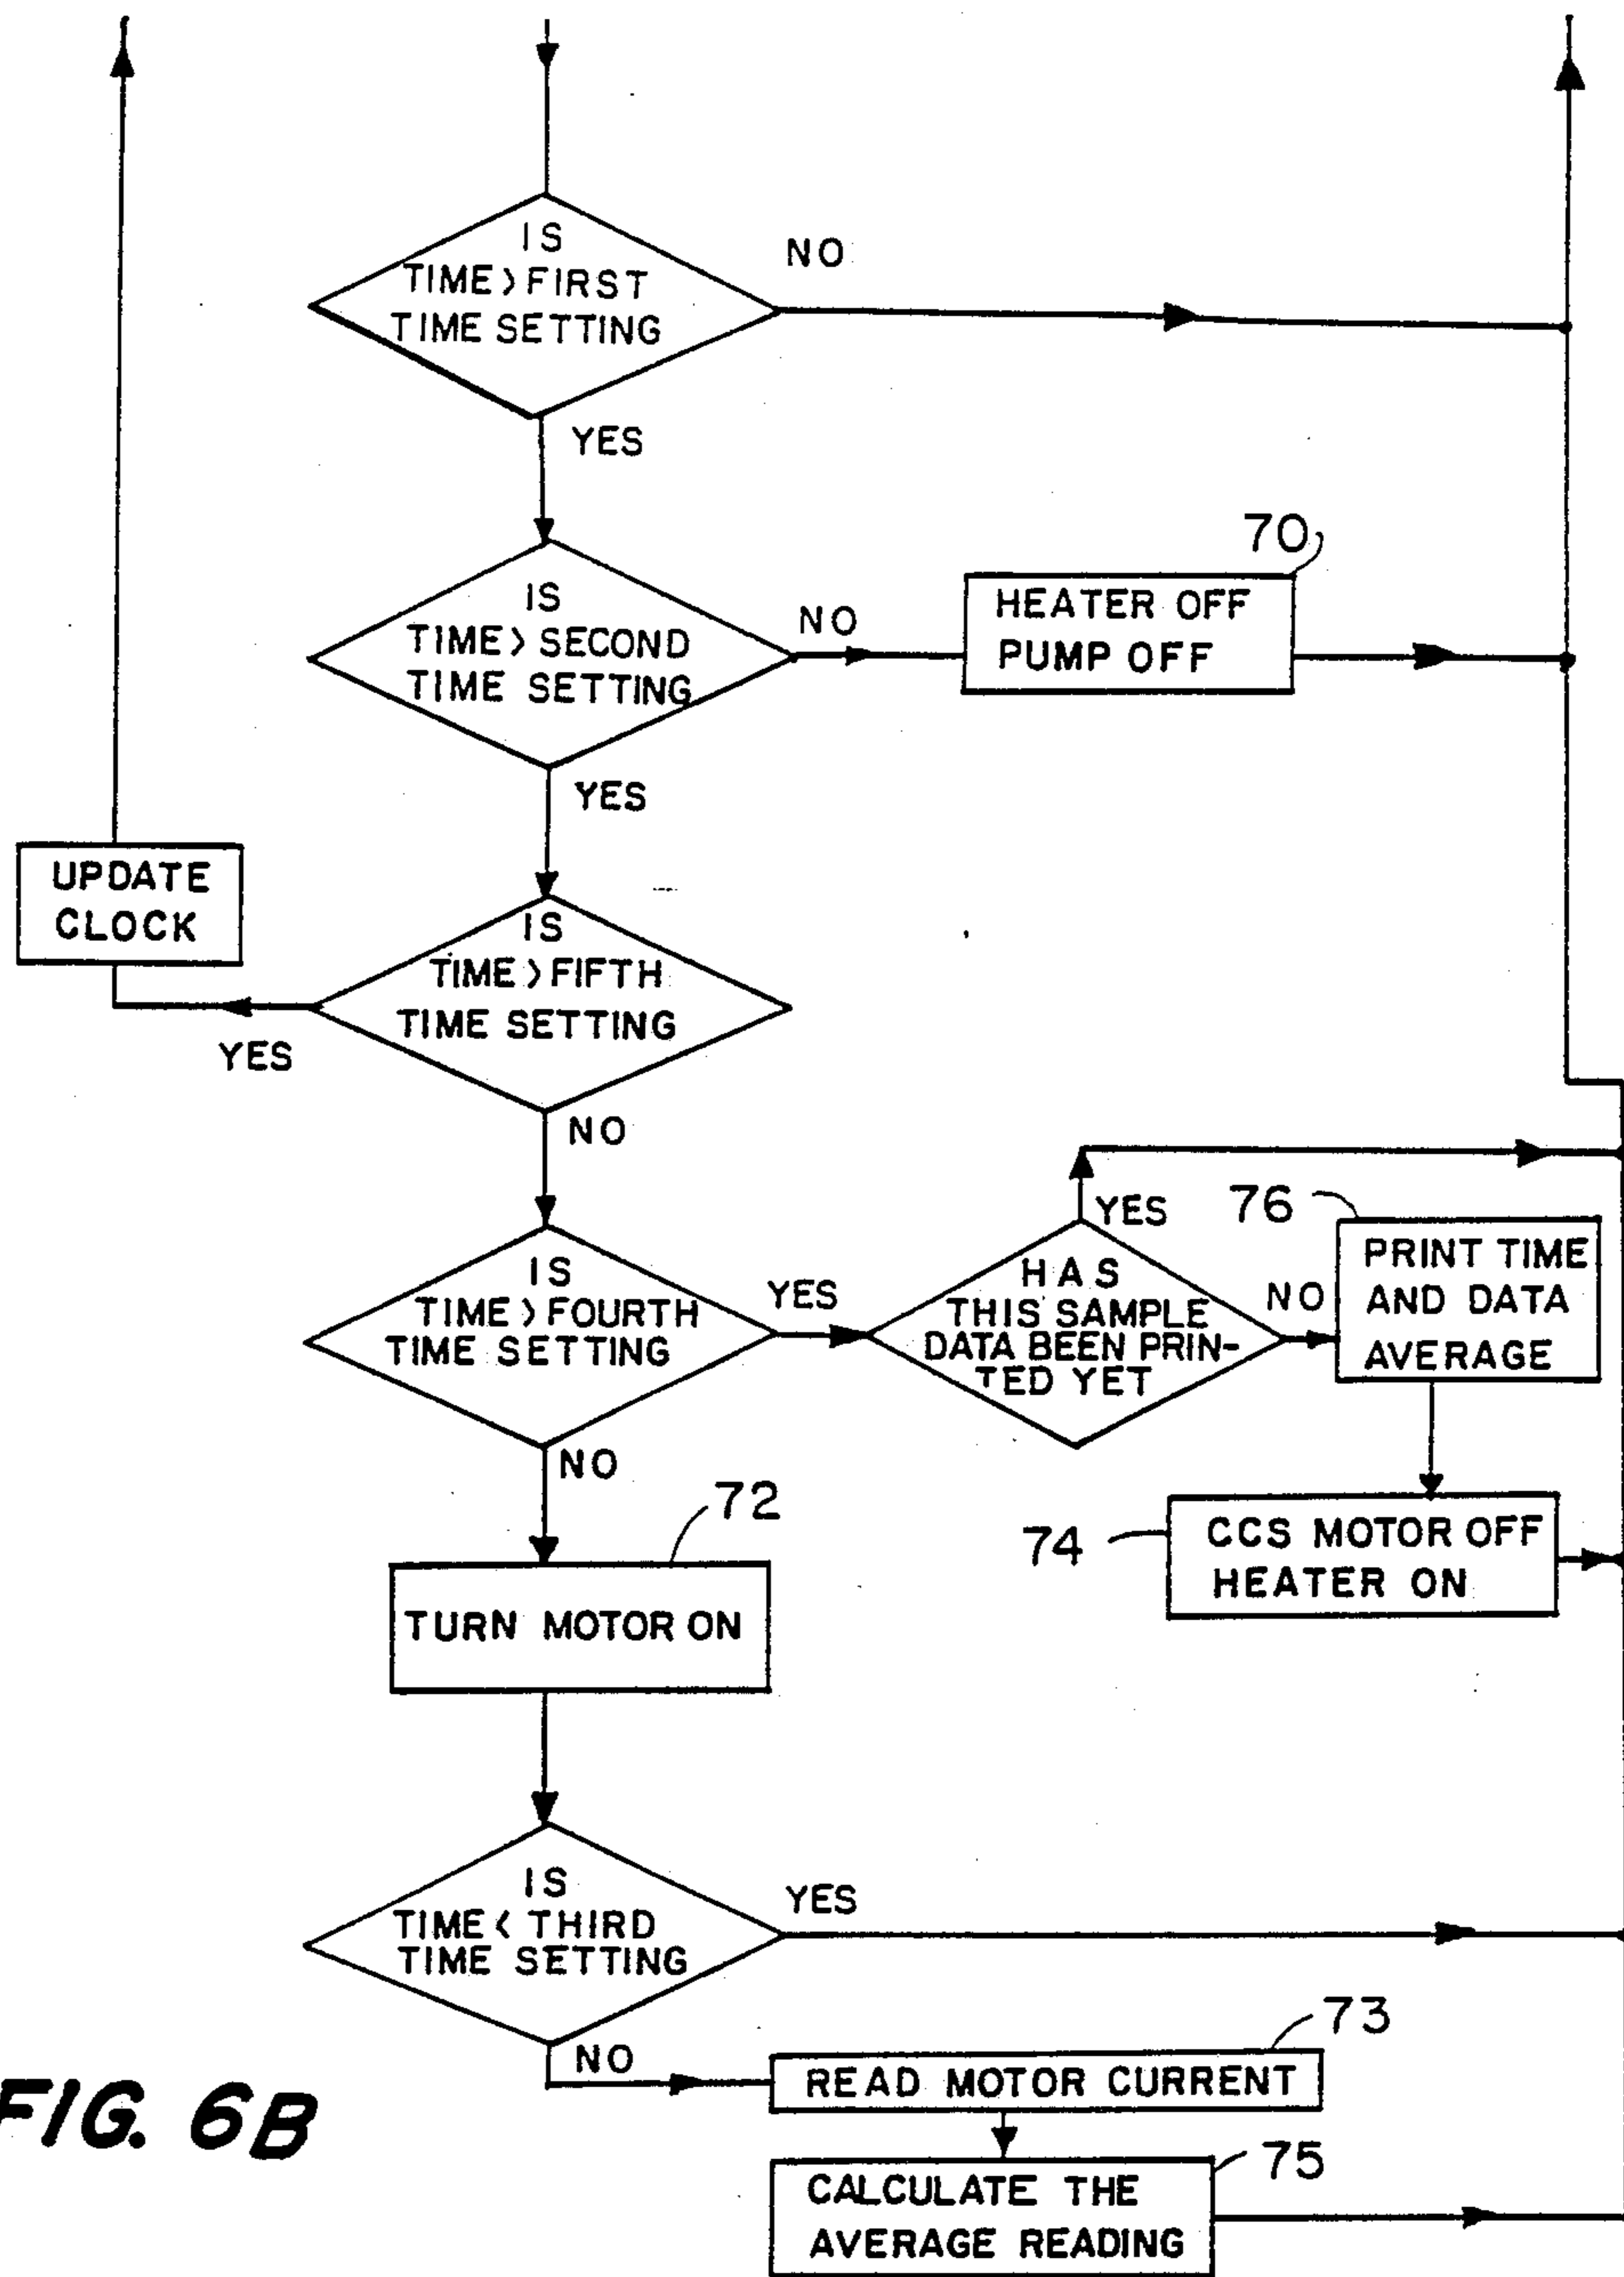 IS
TIME > FIRST
TIME SETTING
NO
YES
70
IS
TIME > SECOND
TIME SETTING
NO
HEATER OFF
PUMP OFF
YES
UPDATE
CLOCK
IS
TIME > FIFTH
TIME SETTING
YES
NO
IS
TIME > FOURTH
TIME SETTING
YES
HAS
THIS SAMPLE
DATA BEEN PRIN-
TED YET
YES
NO
76
PRINT TIME
AND DATA
AVERAGE
NO
72
TURN MOTOR ON
74
CCS MOTOR OFF
HEATER ON
IS
TIME < THIRD
TIME SETTING
YES
NO
73
READ MOTOR CURRENT
75
CALCULATE THE
AVERAGE READING
FIG. 6B